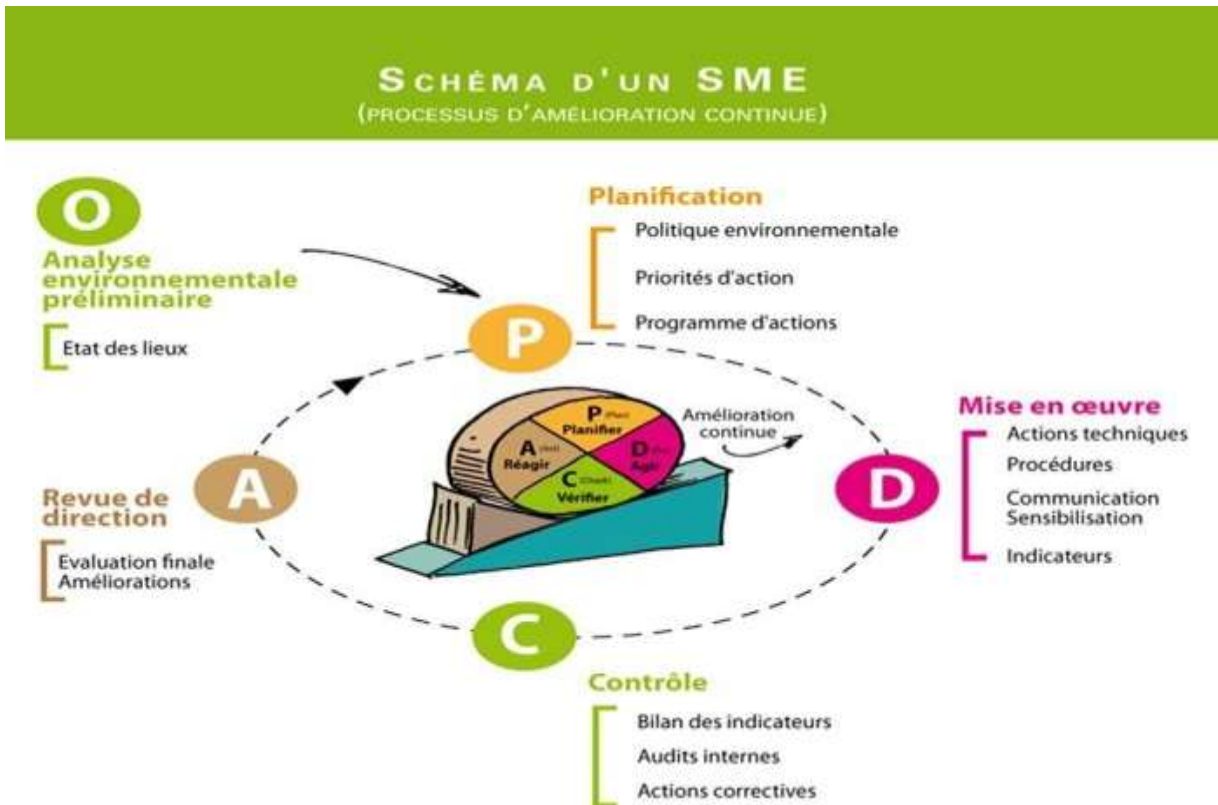 SCHÉMA D'UN SME
(PROCESSUS D'AMÉLIORATION CONTINUE)
O
Analyse
environnementale
préliminaire
Etat des lieux
Planification
Politique environnementale
Priorités d'action
Programme d'actions
P
P (Plan)
Planifier
A
Réagir
D
Agir
C (Check)
Vérifier
Amélioration
continue
Mise en œuvre
Actions techniques
Procédures
Communication
Sensibilisation
Indicateurs
D
A
Revue de
direction
Evaluation finale
Améliorations
C
Contrôle
Bilan des indicateurs
Audits internes
Actions correctives